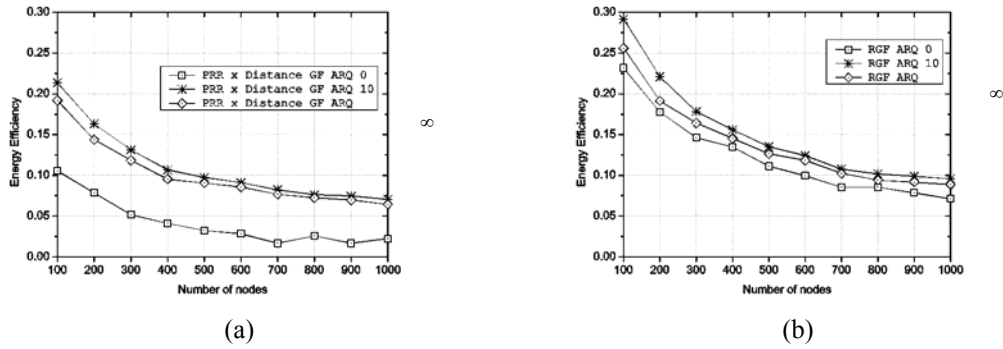 0.30
0.25
0.20
0.15
0.10
0.05
0.00
Energy Efficiency
PRR x Distance GF ARQ 0
PRR x Distance GF ARQ 10
PRR x Distance GF ARQ
∞
100 200 300 400 500 600 700 800 900 1000
Number of nodes
(a)
0.30
0.25
0.20
0.15
0.10
0.05
0.00
Energy Efficiency
RGF ARQ 0
RGF ARQ 10
RGF ARQ
∞
100 200 300 400 500 600 700 800 900 1000
Number of nodes
(b)